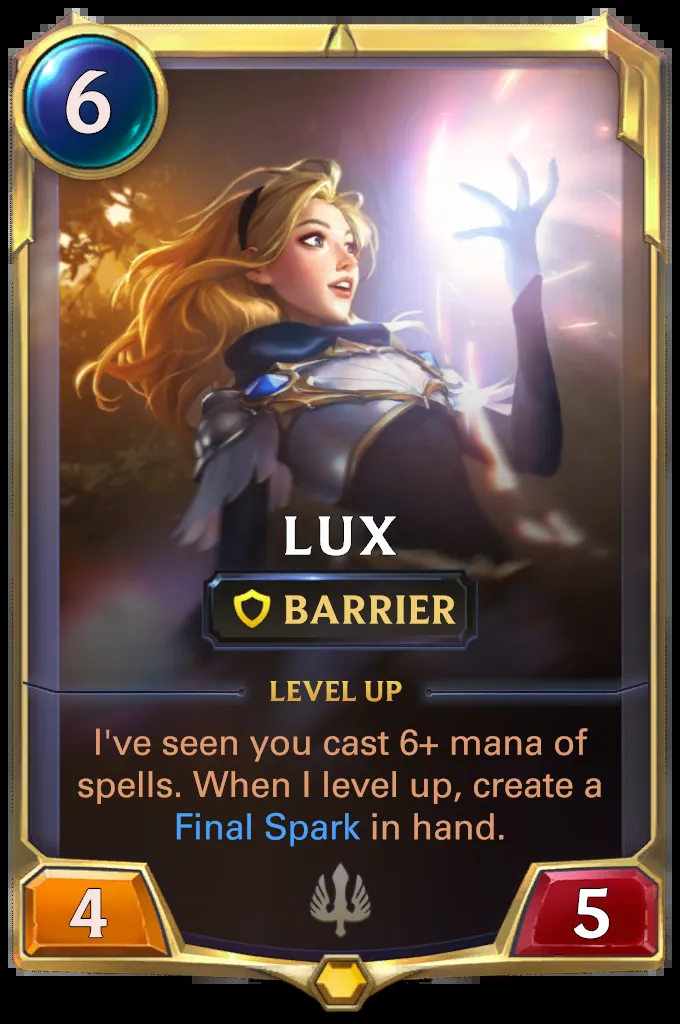 6
LUX
BARRIER
LEVEL UP
I've seen you cast 6+ mana of
spells. When I level up, create a
Final Spark in hand.
4
5